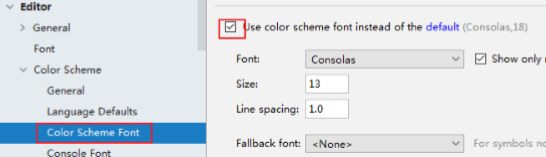 Editor
General
Font
Color Scheme
General
Language Defaults
Color Scheme Font
Console Font
Use color scheme font instead of the default (Consolas,18)
Font: Consolas
Show only
Size: 13
Line spacing: 1.0
Fallback font: <None>
For symbols